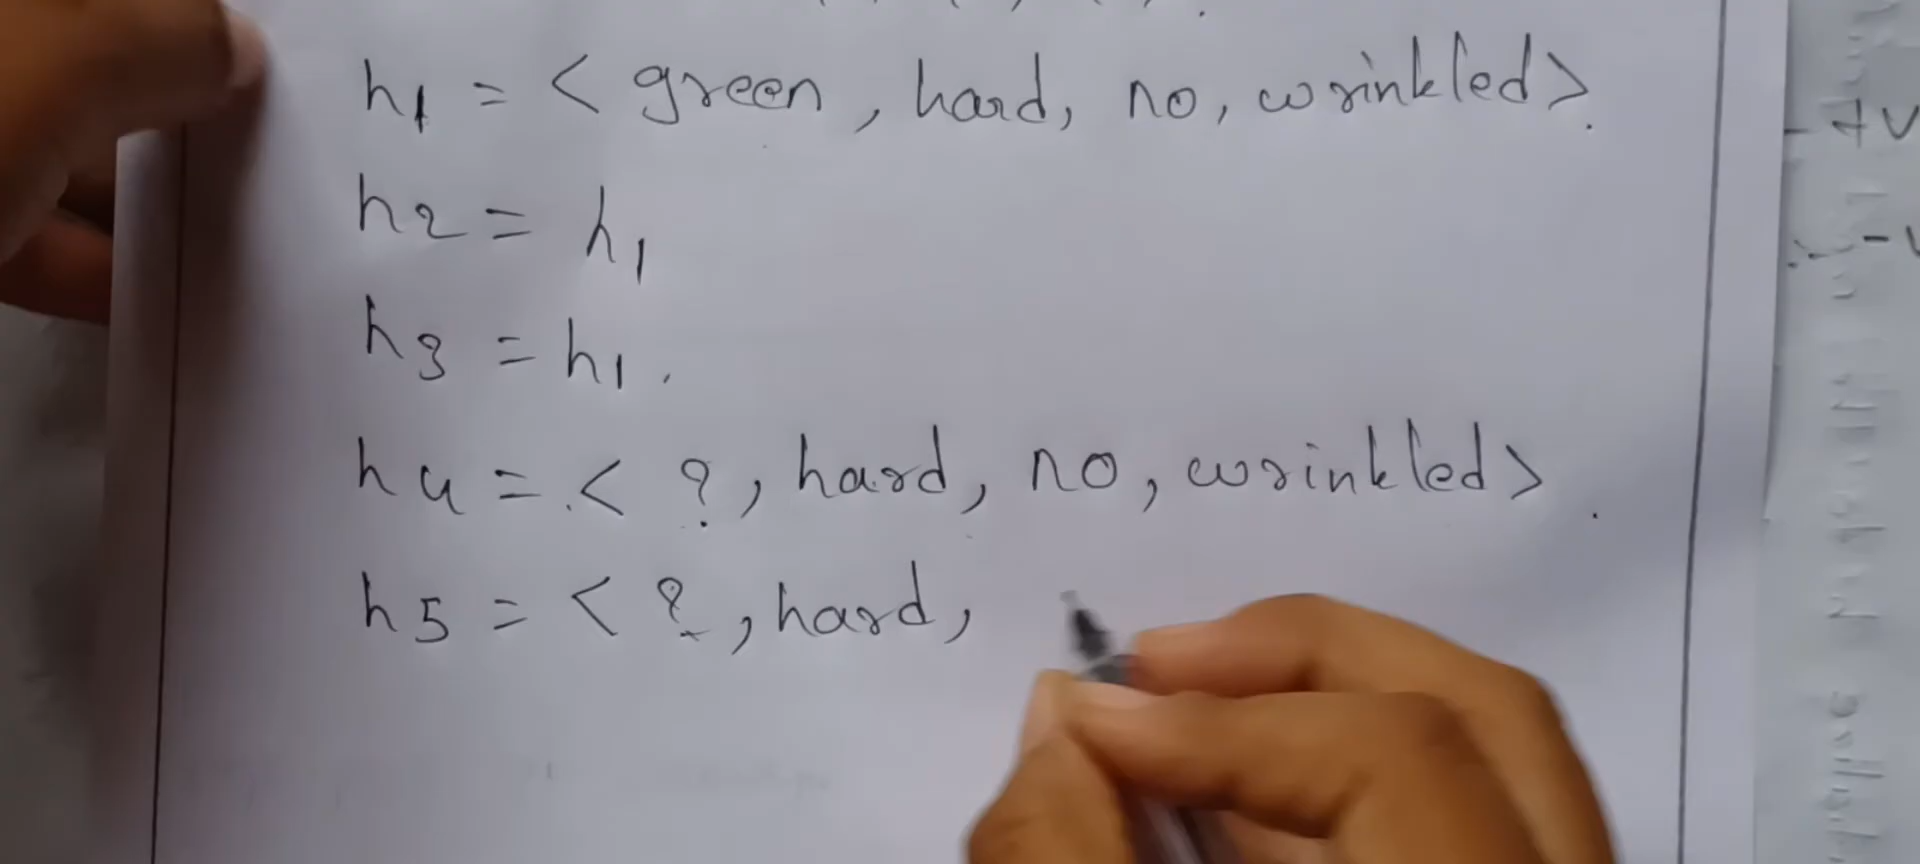 h1 = < green, hard, no, wrinkled>.
h2 = h1
h3 = h1.
h4 = < ?, hard, no, wrinkled>.
h5 = < ?, hard,